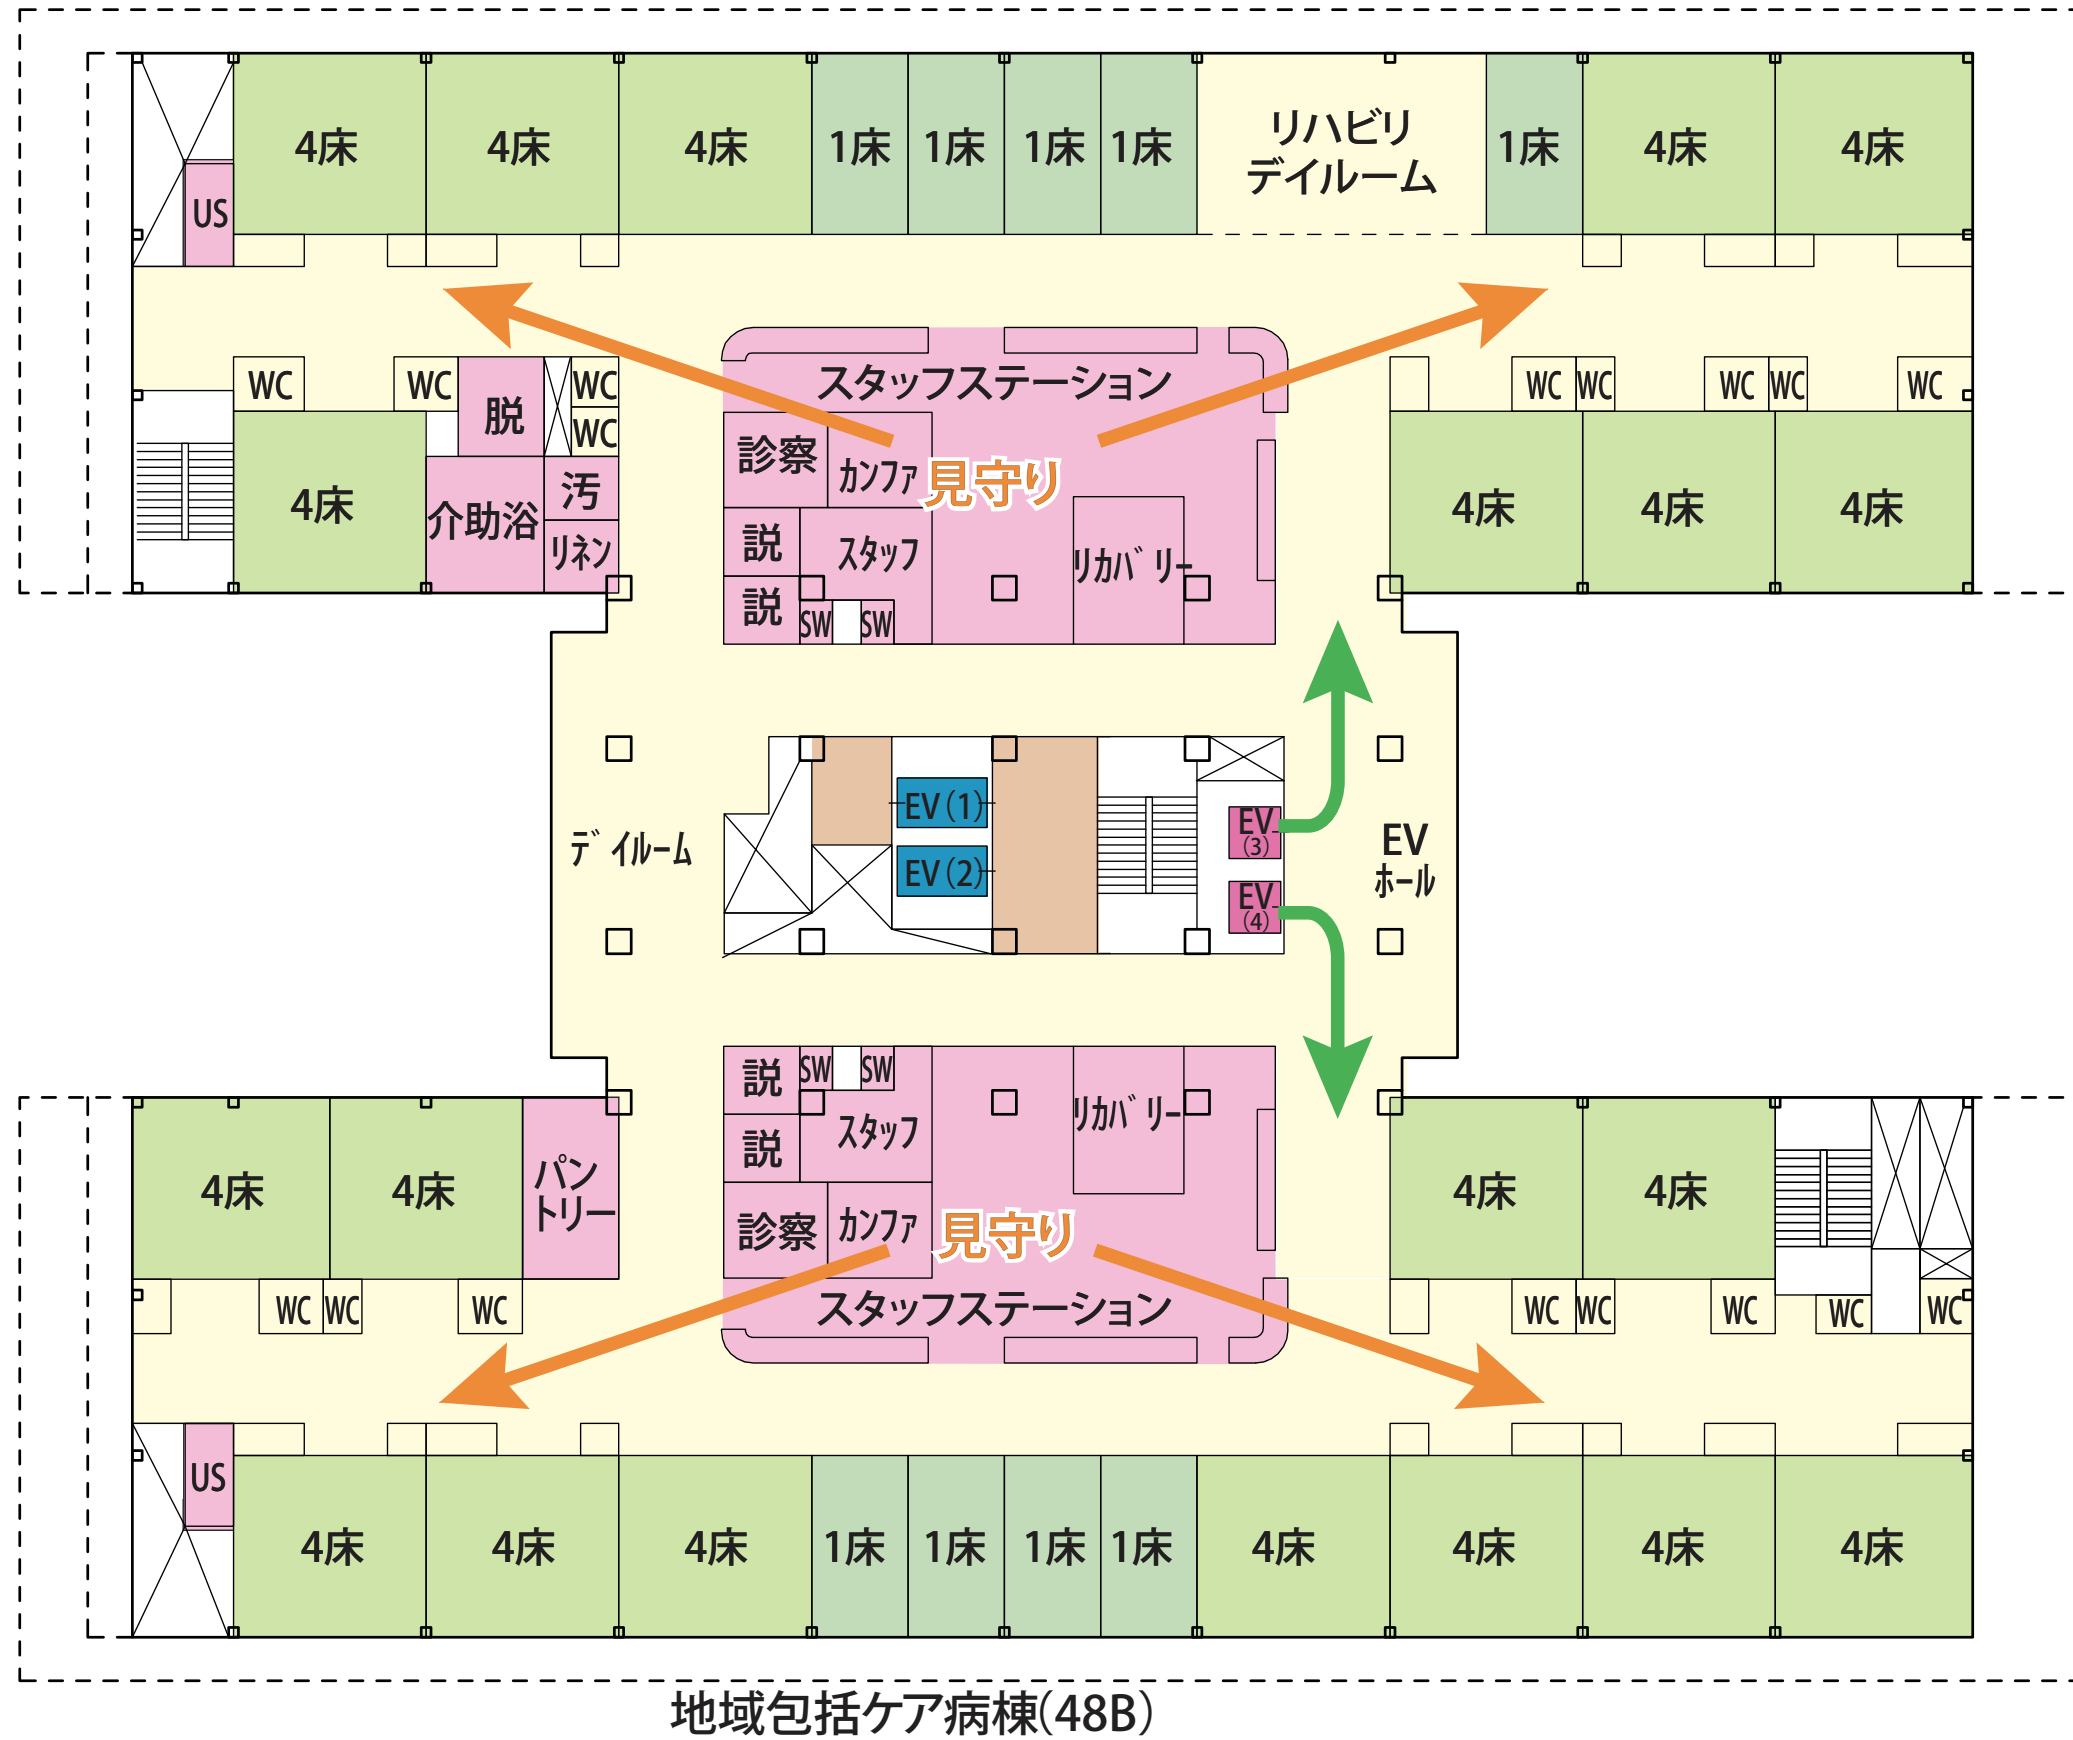 4床 4床 4床 1床 1床 1床 1床 リハビリ 1床 4床 4床
デイルーム
US
スタッフステーション
WC WC 脱 WC WC WC WC WC WC
WC
診察 カンファ 見守り
4床 介助浴 汚 4床 4床 4床
リネン 説 スタッフ リカバリー
説 SW SW
EV(1) EV
(3)
デイルーム EV
ホール
EV(2) EV
(4)
説 SW SW
スタッフ リカバリー
説
4床 4床 パン
トリー 4床 4床
診察 カンファ 見守り
WC WC WC スタッフステーション WC WC WC WC WC
US
4床 4床 4床 1床 1床 1床 1床 4床 4床 4床 4床
地域包括ケア病棟(48B)